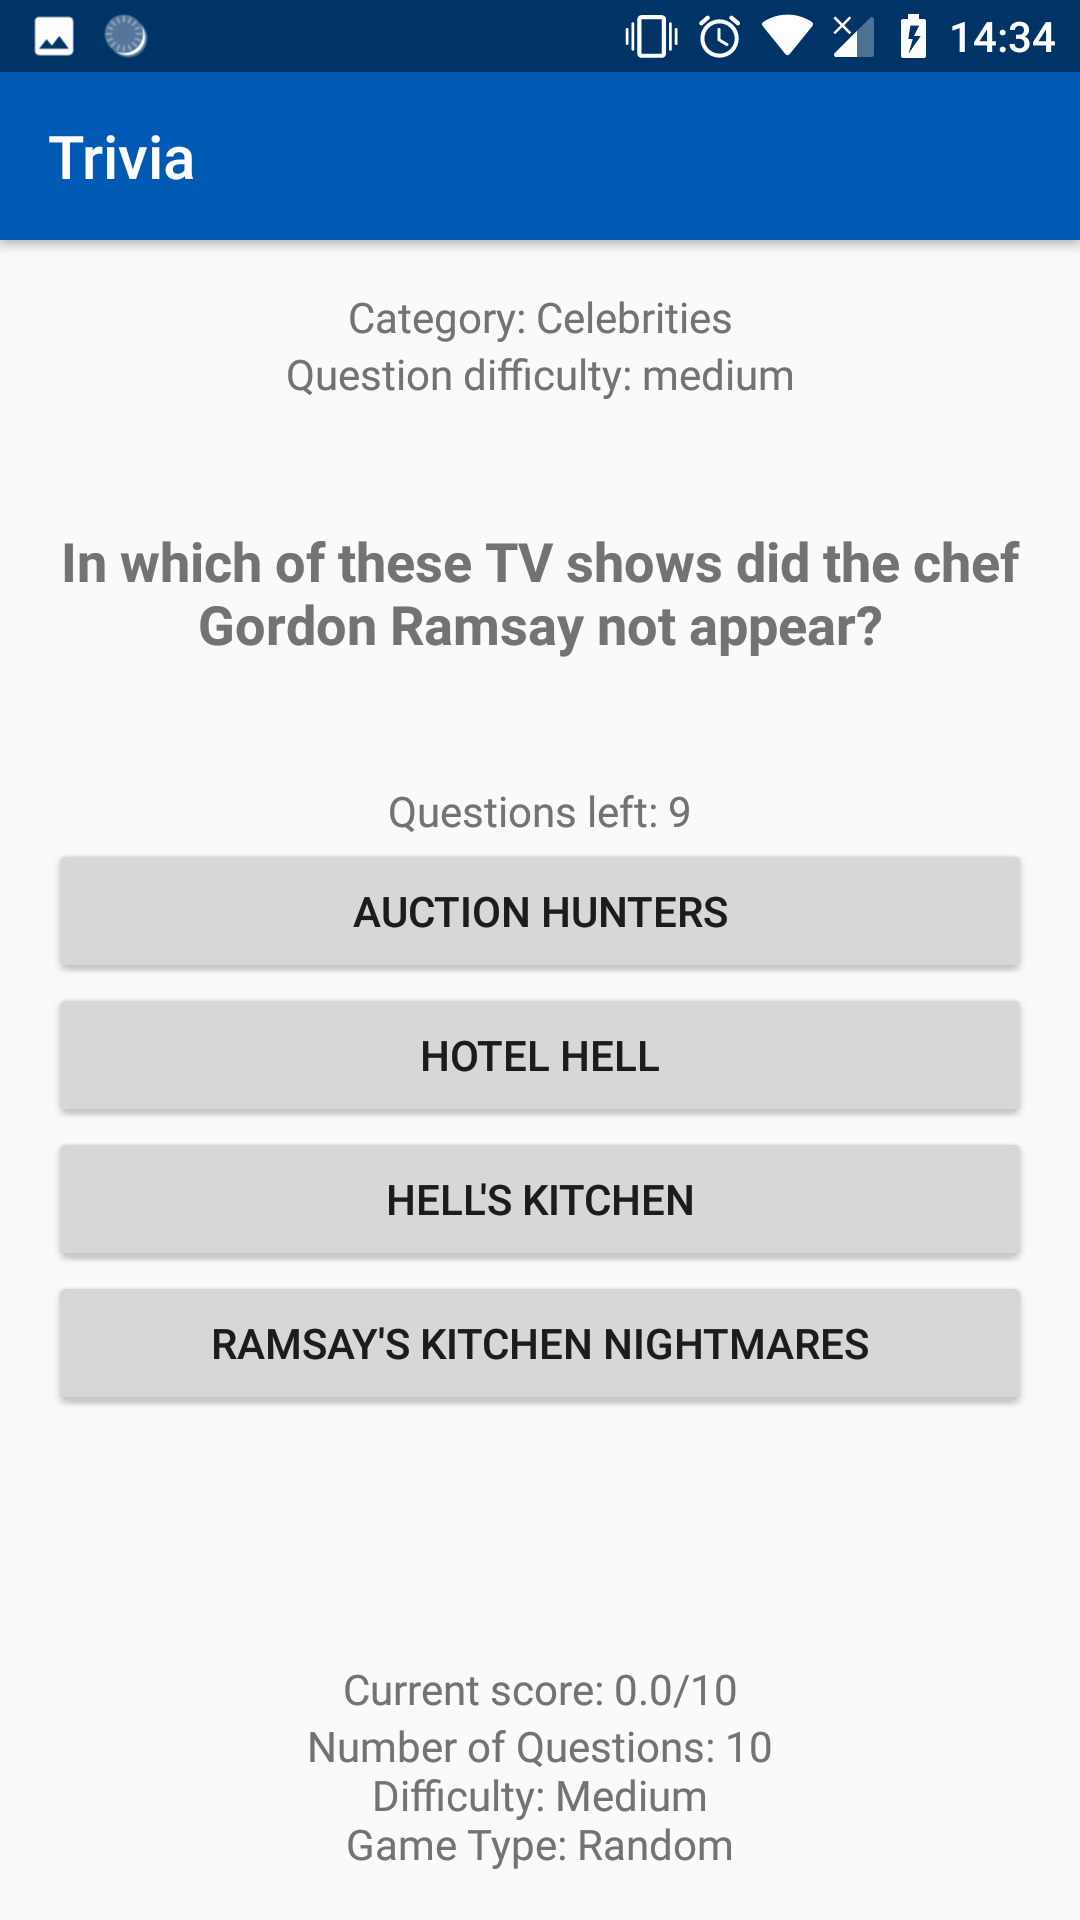 14:34
Trivia
Category: Celebrities
Question difficulty: medium
In which of these TV shows did the chef
Gordon Ramsay not appear?
Questions left: 9
AUCTION HUNTERS
HOTEL HELL
HELL'S KITCHEN
RAMSAY'S KITCHEN NIGHTMARES
Current score: 0.0/10
Number of Questions: 10
Difficulty: Medium
Game Type: Random